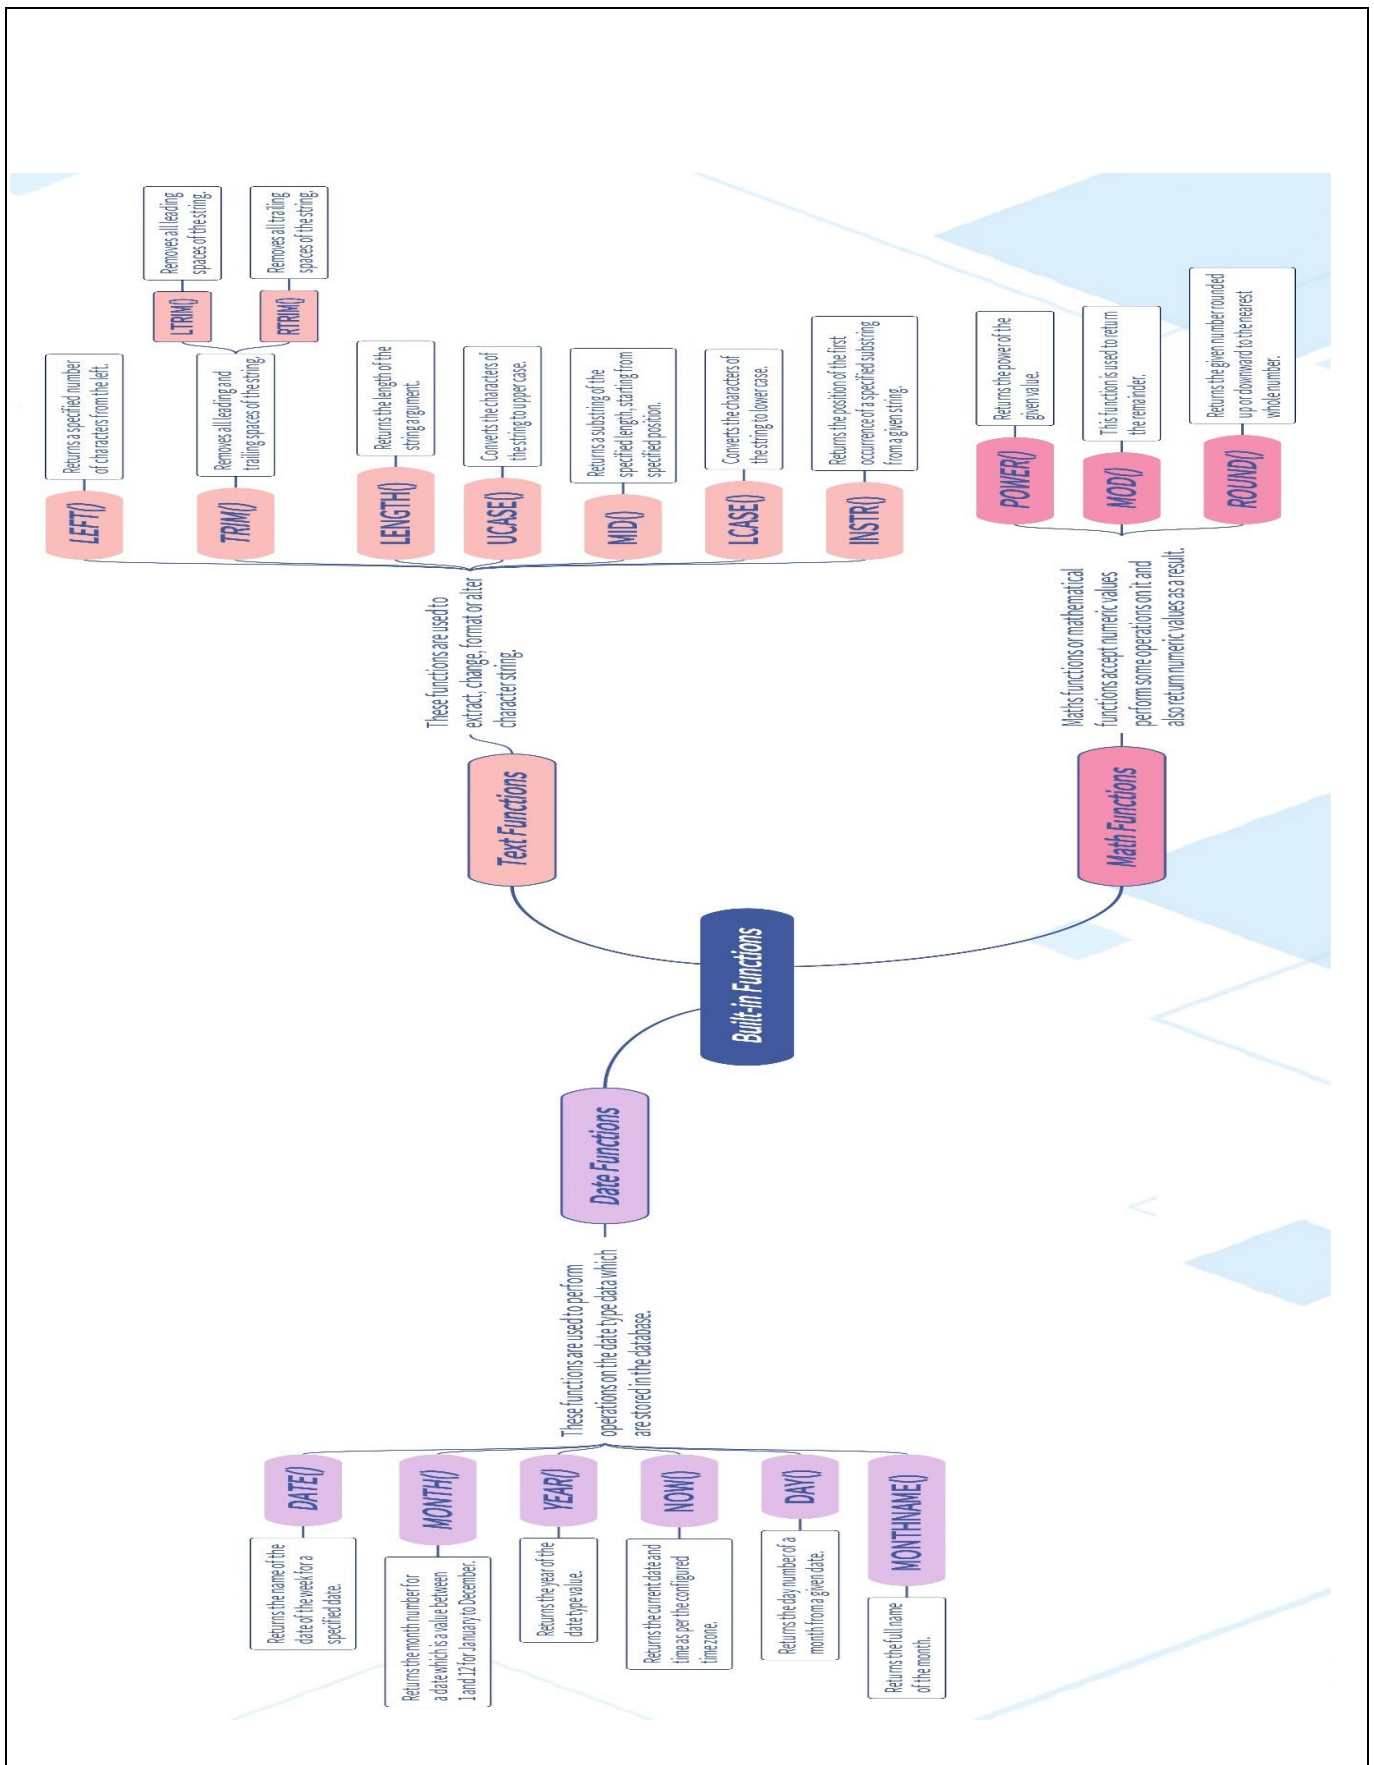 Built-in Functions
Text Functions
These functions are used to
extract, change, format or alter
character string.
LEFT()
Returns a specified number
of characters from the left.
TRIM()
Removes all leading and
trailing spaces of the string.
LTRIM()
Removes all leading
spaces of the string.
RTRIM()
Removes all trailing
spaces of the string.
LENGTH()
Returns the length of the
string argument.
UCASE()
Converts the characters of
the string to upper case.
MID()
Returns a substing of the
specified length, starting from
specified position.
LCASE()
Converts the characters of
the string to lower case.
INSTR()
Returns the position of the first
occurrence of a specified substring
from a given string.
Math Functions
Maths functions or mathematical
functions accept numeric values
perform some operations on it and
also return numeric values as a result.
POWER()
Returns the power of the
given value.
MOD()
This function is used to return
the remainder.
ROUND()
Returns the given number rounded
up or downward to the nearest
whole number.
Date Functions
These functions are used to perform
operations on the date type data which
are stored in the database.
DATE()
Returns the name of the
date of the week for a
specified date.
MONTH()
Returns the month number for
a date which is a value between
1 and 12 for January to December.
YEAR()
Returns the year of the
date type value.
NOW()
Returns the current date and
time as per the configured
time zone.
DAY()
Returns the day number of a
month from a given date.
MONTHNAME()
Returns the full name
of the month.